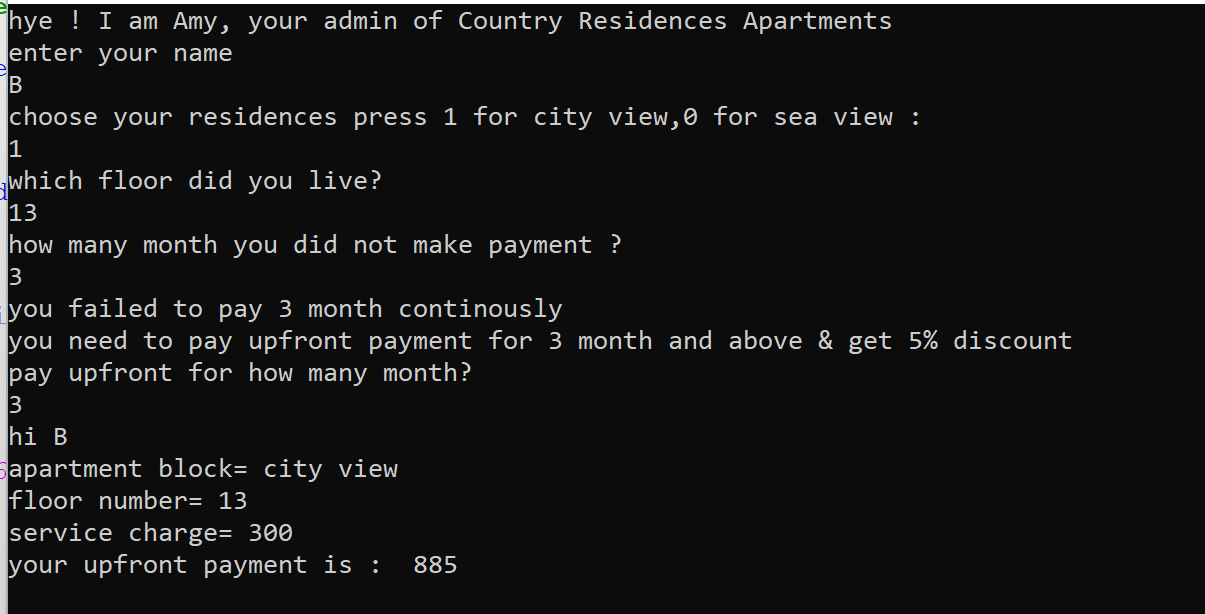 hye ! I am Amy, your admin of Country Residences Apartments
enter your name
B
choose your residences press 1 for city view,0 for sea view :
1
which floor did you live?
13
how many month you did not make payment ?
3
you failed to pay 3 month continously
you need to pay upfront payment for 3 month and above & get 5% discount
pay upfront for how many month?
3
hi B
apartment block= city view
floor number= 13
service charge= 300
your upfront payment is :  885